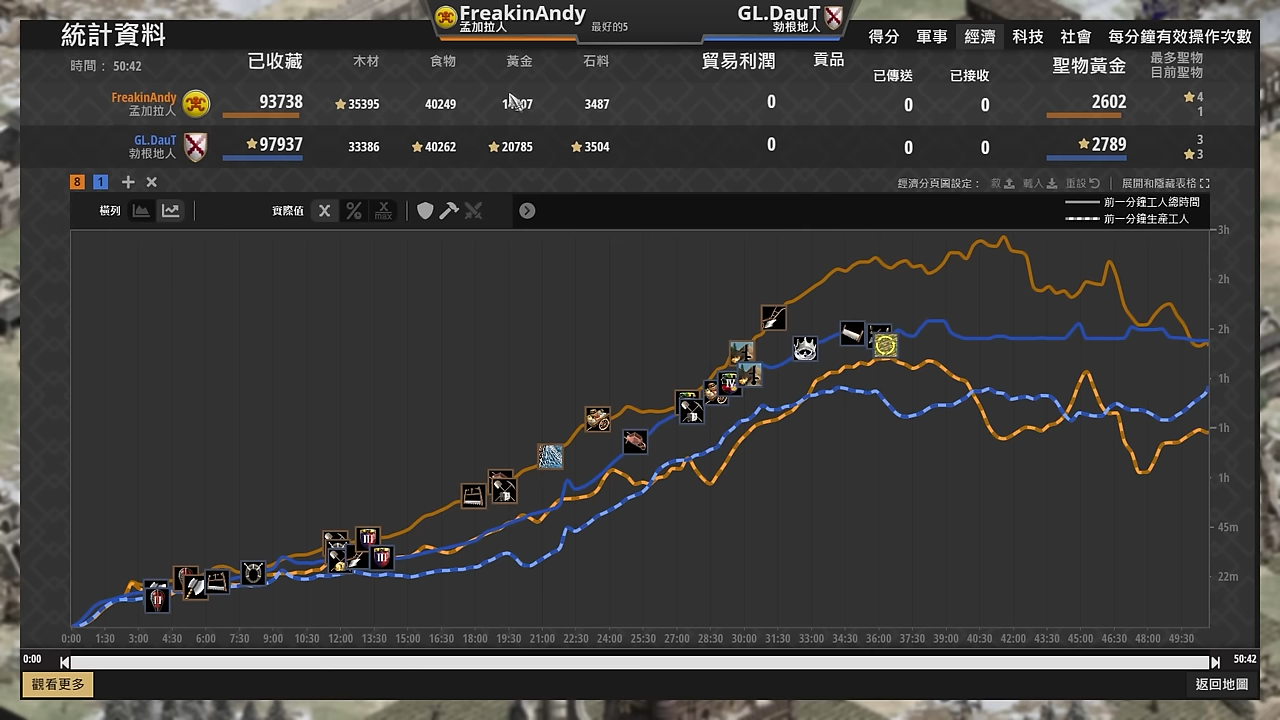 FreakinAndy
孟加拉人
最好的5
GL.DauT
勃根地人
統計資料
得分 軍事 經濟 科技 社會 每分鐘有效操作次數
時間： 50:42
已收藏 木材 食物 黃金 石料 貿易利潤 貢品 已傳送 已接收 聖物黃金 最多聖物
目前聖物
FreakinAndy
孟加拉人
93738 35395 40249 3487 0 0 0 2602 4
1
GL.DauT
勃根地人
97937 33386 40262 20785 3504 0 0 0 2789 3
3
8 1
經濟分頁圖設定： 載入 重設 展開和隱藏表格
橫列 實際值 X % X max
前一分鐘工人總時間
前一分鐘生產工人
3h
2h
2h
1h
1h
1h
45m
22m
0:00 1:30 3:00 4:30 6:00 7:30 9:00 10:30 12:00 13:30 15:00 16:30 18:00 19:30 21:00 22:30 24:00 25:30 27:00 28:30 30:00 31:30 33:00 34:30 36:00 37:30 39:00 40:30 42:00 43:30 45:00 46:30 48:00 49:30
0:00 50:42
觀看更多 返回地圖